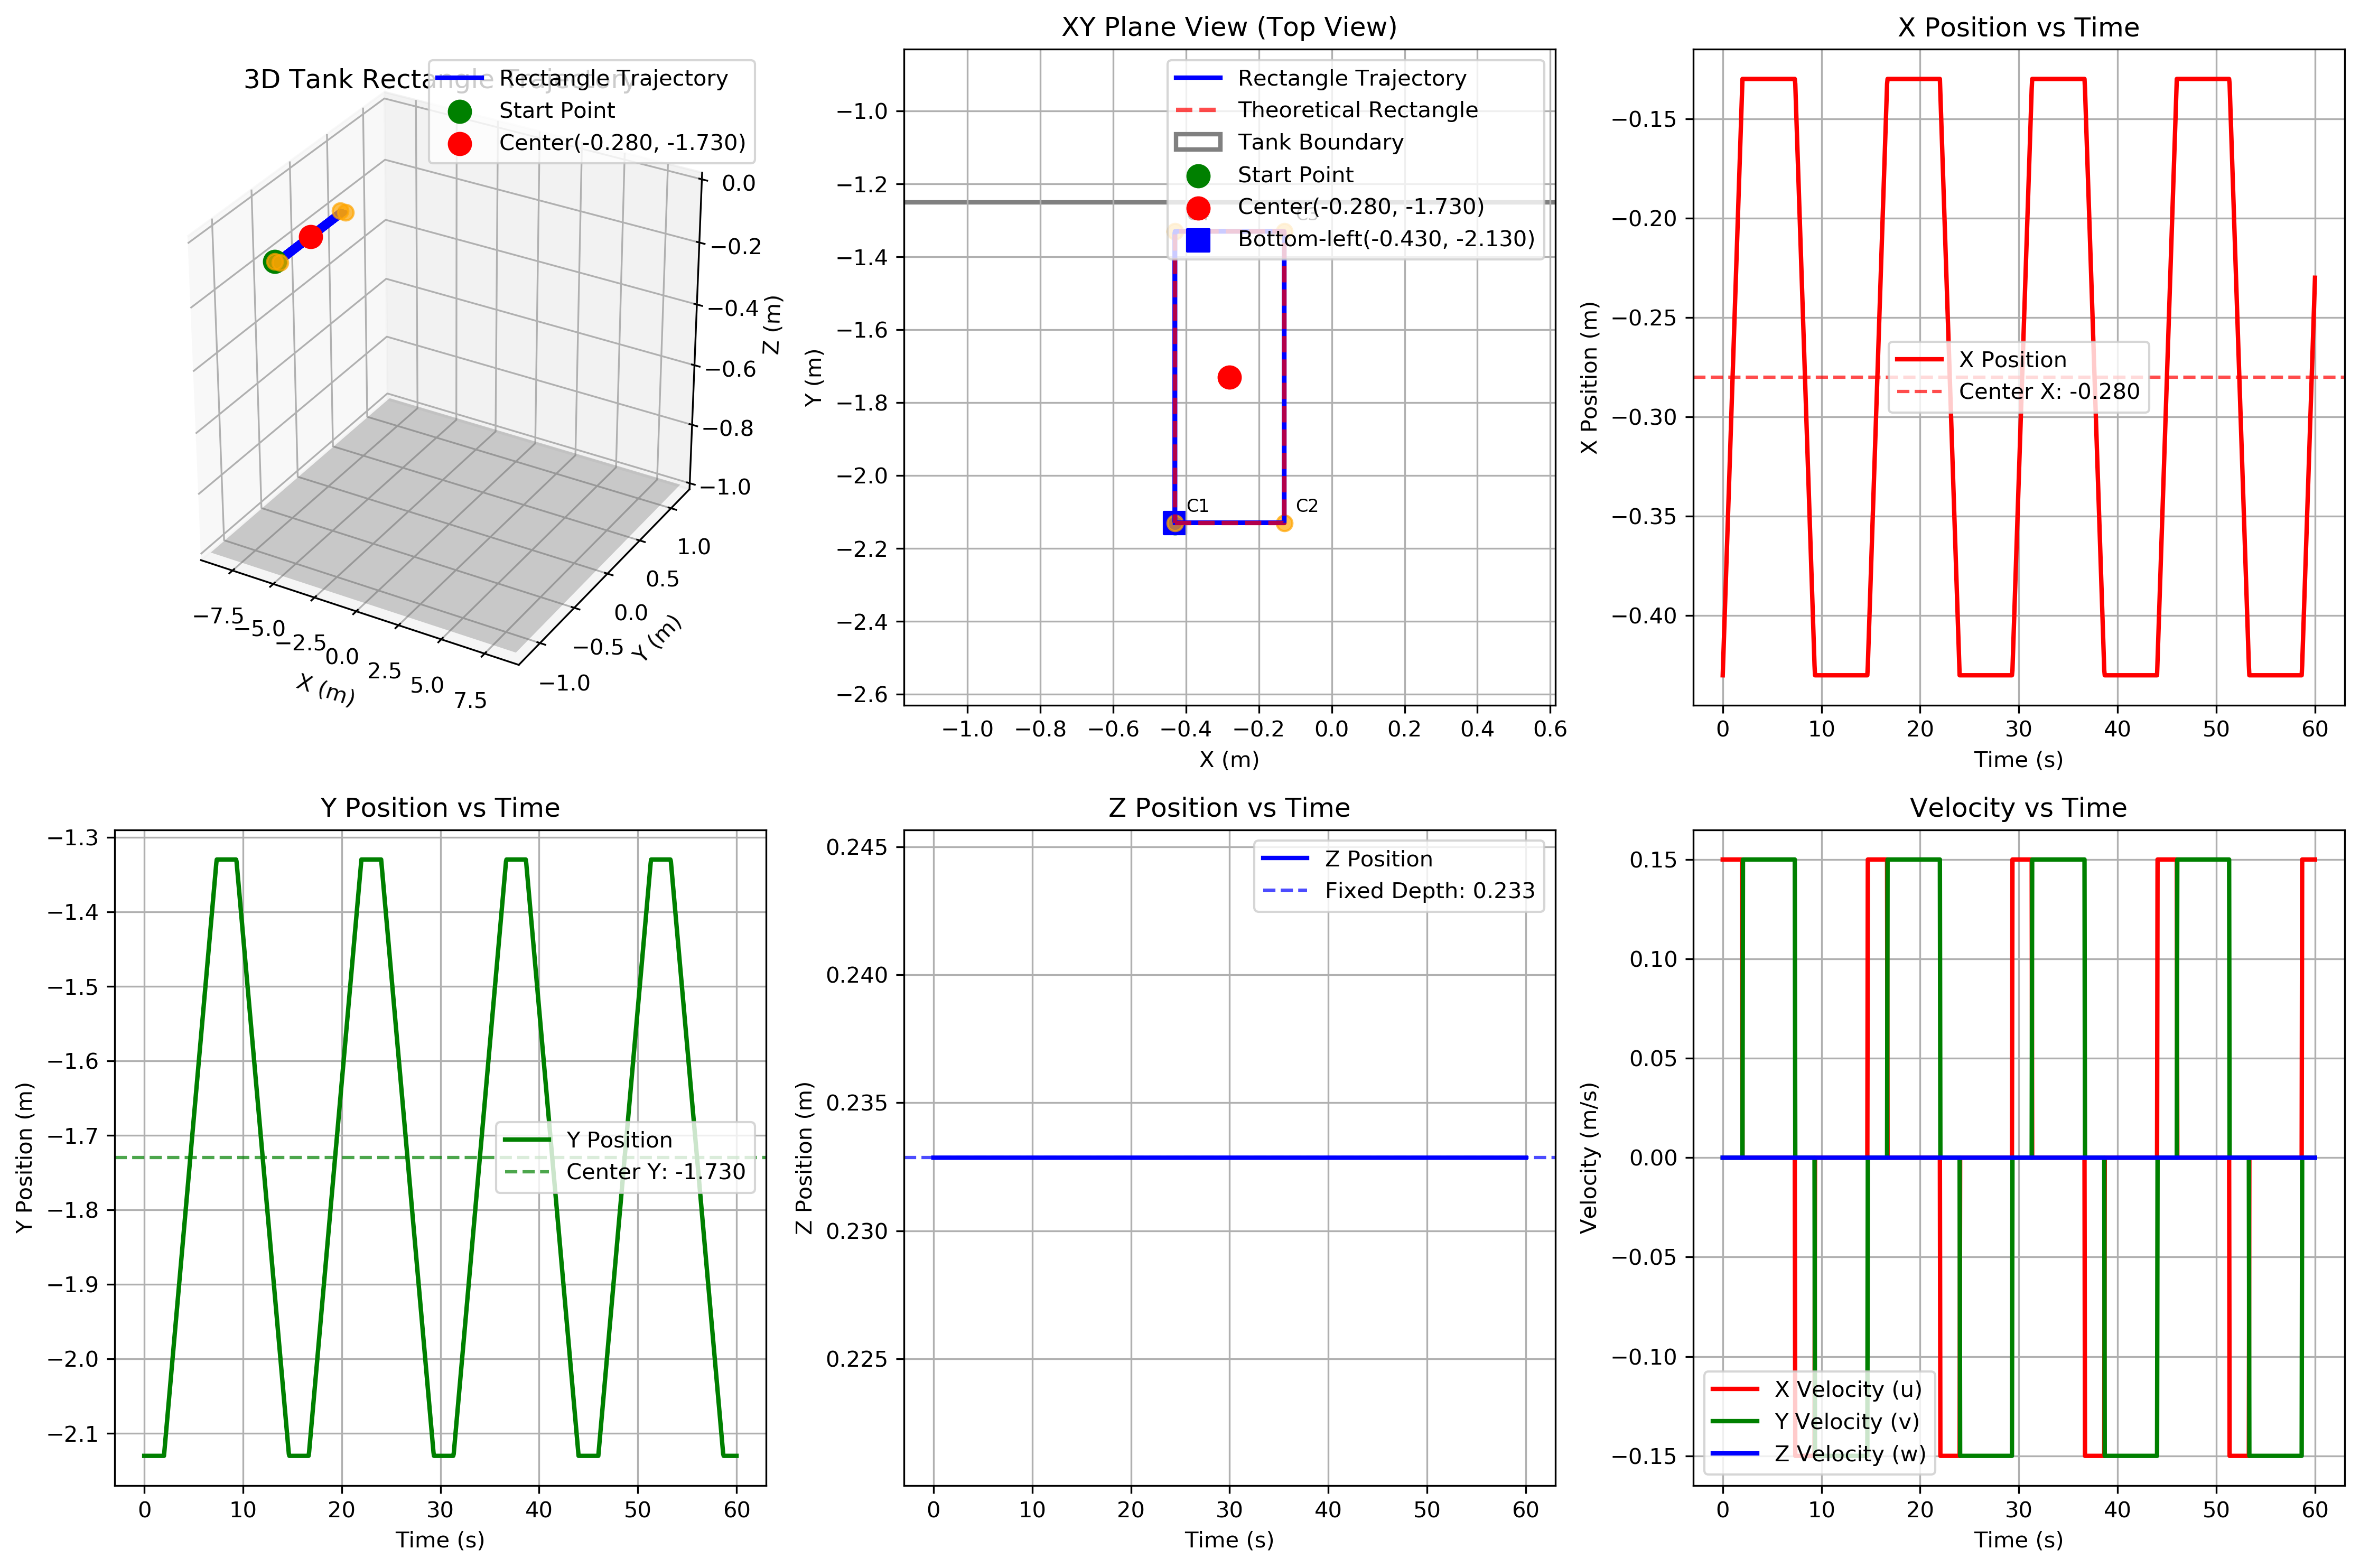 3D Tank Rectangle Trajectory
Rectangle Trajectory
Start Point
Center(-0.280, -1.730)
0.0
−0.2
−0.4
−0.6
−0.8
−1.0
Z (m)
1.0
0.5
0.0
−0.5
−1.0
Y (m)
−7.5
−5.0
−2.5
0.0
2.5
5.0
7.5
X (m)
XY Plane View (Top View)
Rectangle Trajectory
Theoretical Rectangle
Tank Boundary
Start Point
Center(-0.280, -1.730)
Bottom-left(-0.430, -2.130)
C1
C2
−1.0
−1.2
−1.4
−1.6
−1.8
−2.0
−2.2
−2.4
−2.6
Y (m)
−1.0 −0.8 −0.6 −0.4 −0.2 0.0 0.2 0.4 0.6
X (m)
X Position vs Time
X Position
Center X: -0.280
−0.15
−0.20
−0.25
−0.30
−0.35
−0.40
X Position (m)
0 10 20 30 40 50 60
Time (s)
Y Position vs Time
Y Position
Center Y: -1.730
−1.3
−1.4
−1.5
−1.6
−1.7
−1.8
−1.9
−2.0
−2.1
Y Position (m)
0 10 20 30 40 50 60
Time (s)
Z Position vs Time
Z Position
Fixed Depth: 0.233
0.245
0.240
0.235
0.230
0.225
Z Position (m)
0 10 20 30 40 50 60
Time (s)
Velocity vs Time
0.15
0.10
0.05
0.00
−0.05
−0.10
−0.15
Velocity (m/s)
X Velocity (u)
Y Velocity (v)
Z Velocity (w)
0 10 20 30 40 50 60
Time (s)